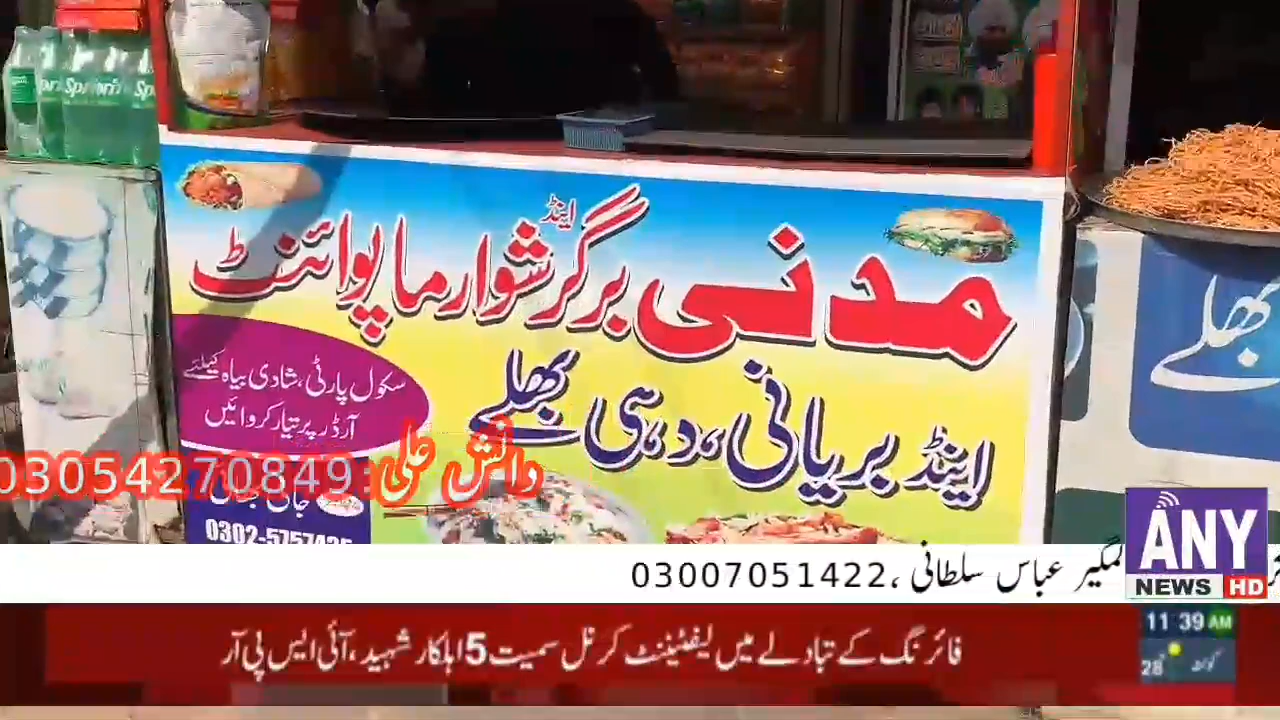 Sprite
مدنی برگر اینڈ شوارما پوائنٹ
اینڈ بریانی، دہی بھلے
سکول پارٹی، شادی بیاہ کیلئے
آرڈر پر تیار کروائیں
بھلے
دانش علی:03054270849
جانی
0302-5757435
عباس سلطانی ،03007051422
ANY
NEWS HD
فائرنگ کے تبادلے میں لیفٹیننٹ کرنل سمیت 5 اہلکار شہید، آئی ایس پی آر
11 39 AM
28